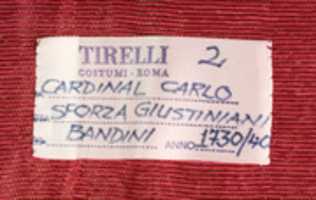 TIRELLI 2
COSTUMI - ROMA
CARDINAL CARLO
SFORZA GIUSTINIANI
BANDINI ANNO 1730/40